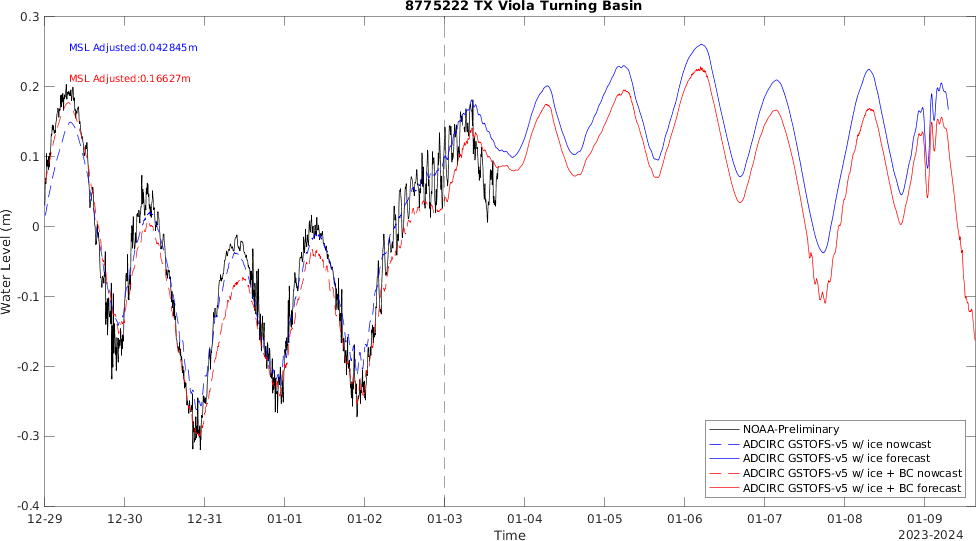 8775222 TX Viola Turning Basin
MSL Adjusted:0.042845m
MSL Adjusted:0.16627m
Water Level (m)
0.3
0.2
0.1
0
-0.1
-0.2
-0.3
-0.4
NOAA-Preliminary
ADCIRC GSTOFS-v5 w/ ice nowcast
ADCIRC GSTOFS-v5 w/ ice forecast
ADCIRC GSTOFS-v5 w/ ice + BC nowcast
ADCIRC GSTOFS-v5 w/ ice + BC forecast
12-29 12-30 12-31 01-01 01-02 01-03 01-04 01-05 01-06 01-07 01-08 01-09
Time
2023-2024